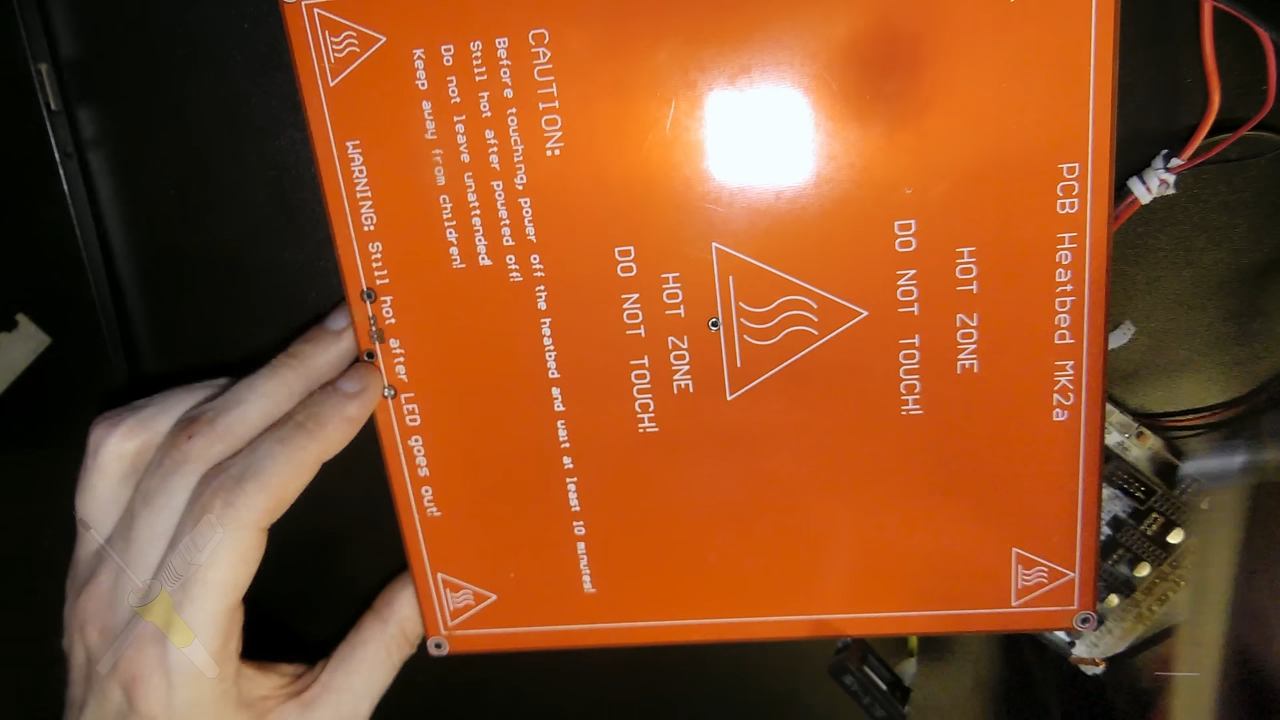 PCB Heatbed MK2a
HOT ZONE
DO NOT TOUCH!
HOT ZONE
DO NOT TOUCH!
CAUTION:
Before touching, power off the heatbed and wait at least 10 minutes!
Still hot after poweted off!
Do not leave unattended!
Keep away from children!
WARNING: Still hot after LED goes out!